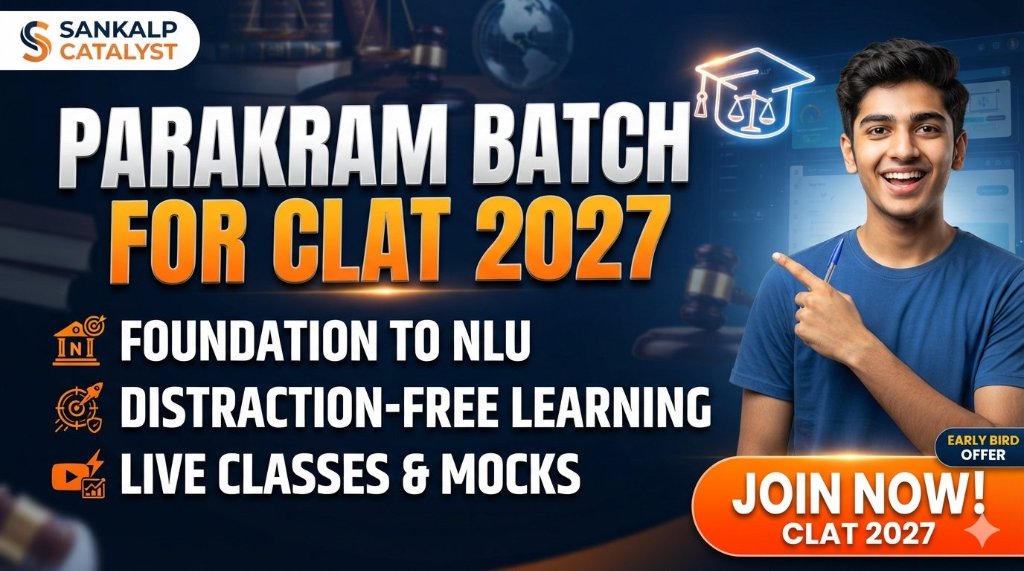 SANKALP
CATALYST
PARAKRAM BATCH
FOR CLAT 2027
FOUNDATION TO NLU
DISTRACTION-FREE LEARNING
LIVE CLASSES & MOCKS
EARLY BIRD
OFFER
JOIN NOW!
CLAT 2027